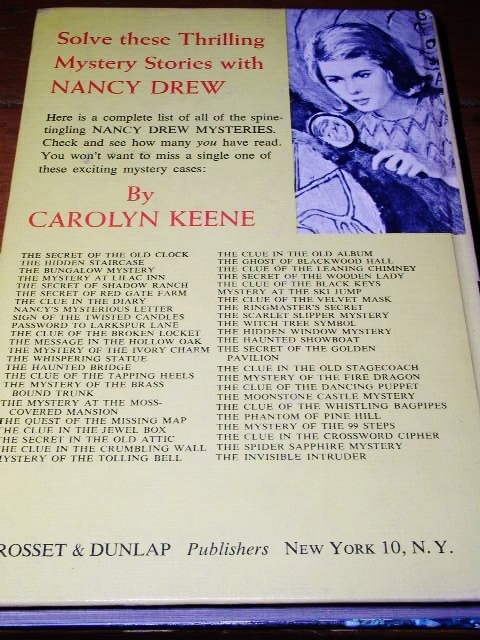 Solve these Thrilling
Mystery Stories with
NANCY DREW
Here is a complete list of all of the spine-
tingling NANCY DREW MYSTERIES.
Check and see how many you have read.
You won't want to miss a single one of
these exciting mystery cases:
By
CAROLYN KEENE
THE SECRET OF THE OLD CLOCK
THE HIDDEN STAIRCASE
THE BUNGALOW MYSTERY
THE MYSTERY AT LILAC INN
THE SECRET OF SHADOW RANCH
THE SECRET OF RED GATE FARM
THE CLUE IN THE DIARY
NANCY'S MYSTERIOUS LETTER
SIGN OF THE TWISTED CANDLES
PASSWORD TO LARKSPUR LANE
THE CLUE OF THE BROKEN LOCKET
THE MESSAGE IN THE HOLLOW OAK
THE MYSTERY OF THE IVORY CHARM
THE WHISPERING STATUE
THE HAUNTED BRIDGE
THE CLUE OF THE TAPPING HEELS
THE MYSTERY OF THE BRASS
BOUND TRUNK
THE MYSTERY AT THE MOSS-
COVERED MANSION
THE QUEST OF THE MISSING MAP
THE CLUE IN THE JEWEL BOX
THE SECRET IN THE OLD ATTIC
THE CLUE IN THE CRUMBLING WALL
MYSTERY OF THE TOLLING BELL
THE CLUE IN THE OLD ALBUM
THE GHOST OF BLACKWOOD HALL
THE CLUE OF THE LEANING CHIMNEY
THE SECRET OF THE WOODEN LADY
THE CLUE OF THE BLACK KEYS
MYSTERY AT THE SKI JUMP
THE CLUE OF THE VELVET MASK
THE RINGMASTER'S SECRET
THE SCARLET SLIPPER MYSTERY
THE WITCH TREE SYMBOL
THE HIDDEN WINDOW MYSTERY
THE HAUNTED SHOWBOAT
THE SECRET OF THE GOLDEN
PAVILION
THE CLUE IN THE OLD STAGECOACH
THE MYSTERY OF THE FIRE DRAGON
THE CLUE OF THE DANCING PUPPET
THE MOONSTONE CASTLE MYSTERY
THE CLUE OF THE WHISTLING BAGPIPES
THE PHANTOM OF PINE HILL
THE MYSTERY OF THE 99 STEPS
THE CLUE IN THE CROSSWORD CIPHER
THE SPIDER SAPPHIRE MYSTERY
THE INVISIBLE INTRUDER
ROSSET & DUNLAP Publishers NEW YORK 10, N.Y.